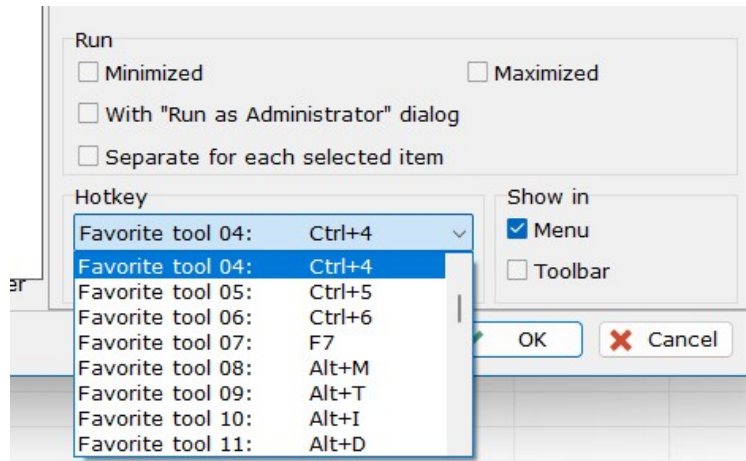 Run
Minimized
Maximized
With "Run as Administrator" dialog
Separate for each selected item
Hotkey
Show in
Favorite tool 04: Ctrl+4
Menu
Toolbar
Favorite tool 04: Ctrl+4
Favorite tool 05: Ctrl+5
Favorite tool 06: Ctrl+6
Favorite tool 07: F7
Favorite tool 08: Alt+M
Favorite tool 09: Alt+T
Favorite tool 10: Alt+I
Favorite tool 11: Alt+D
er
OK
Cancel